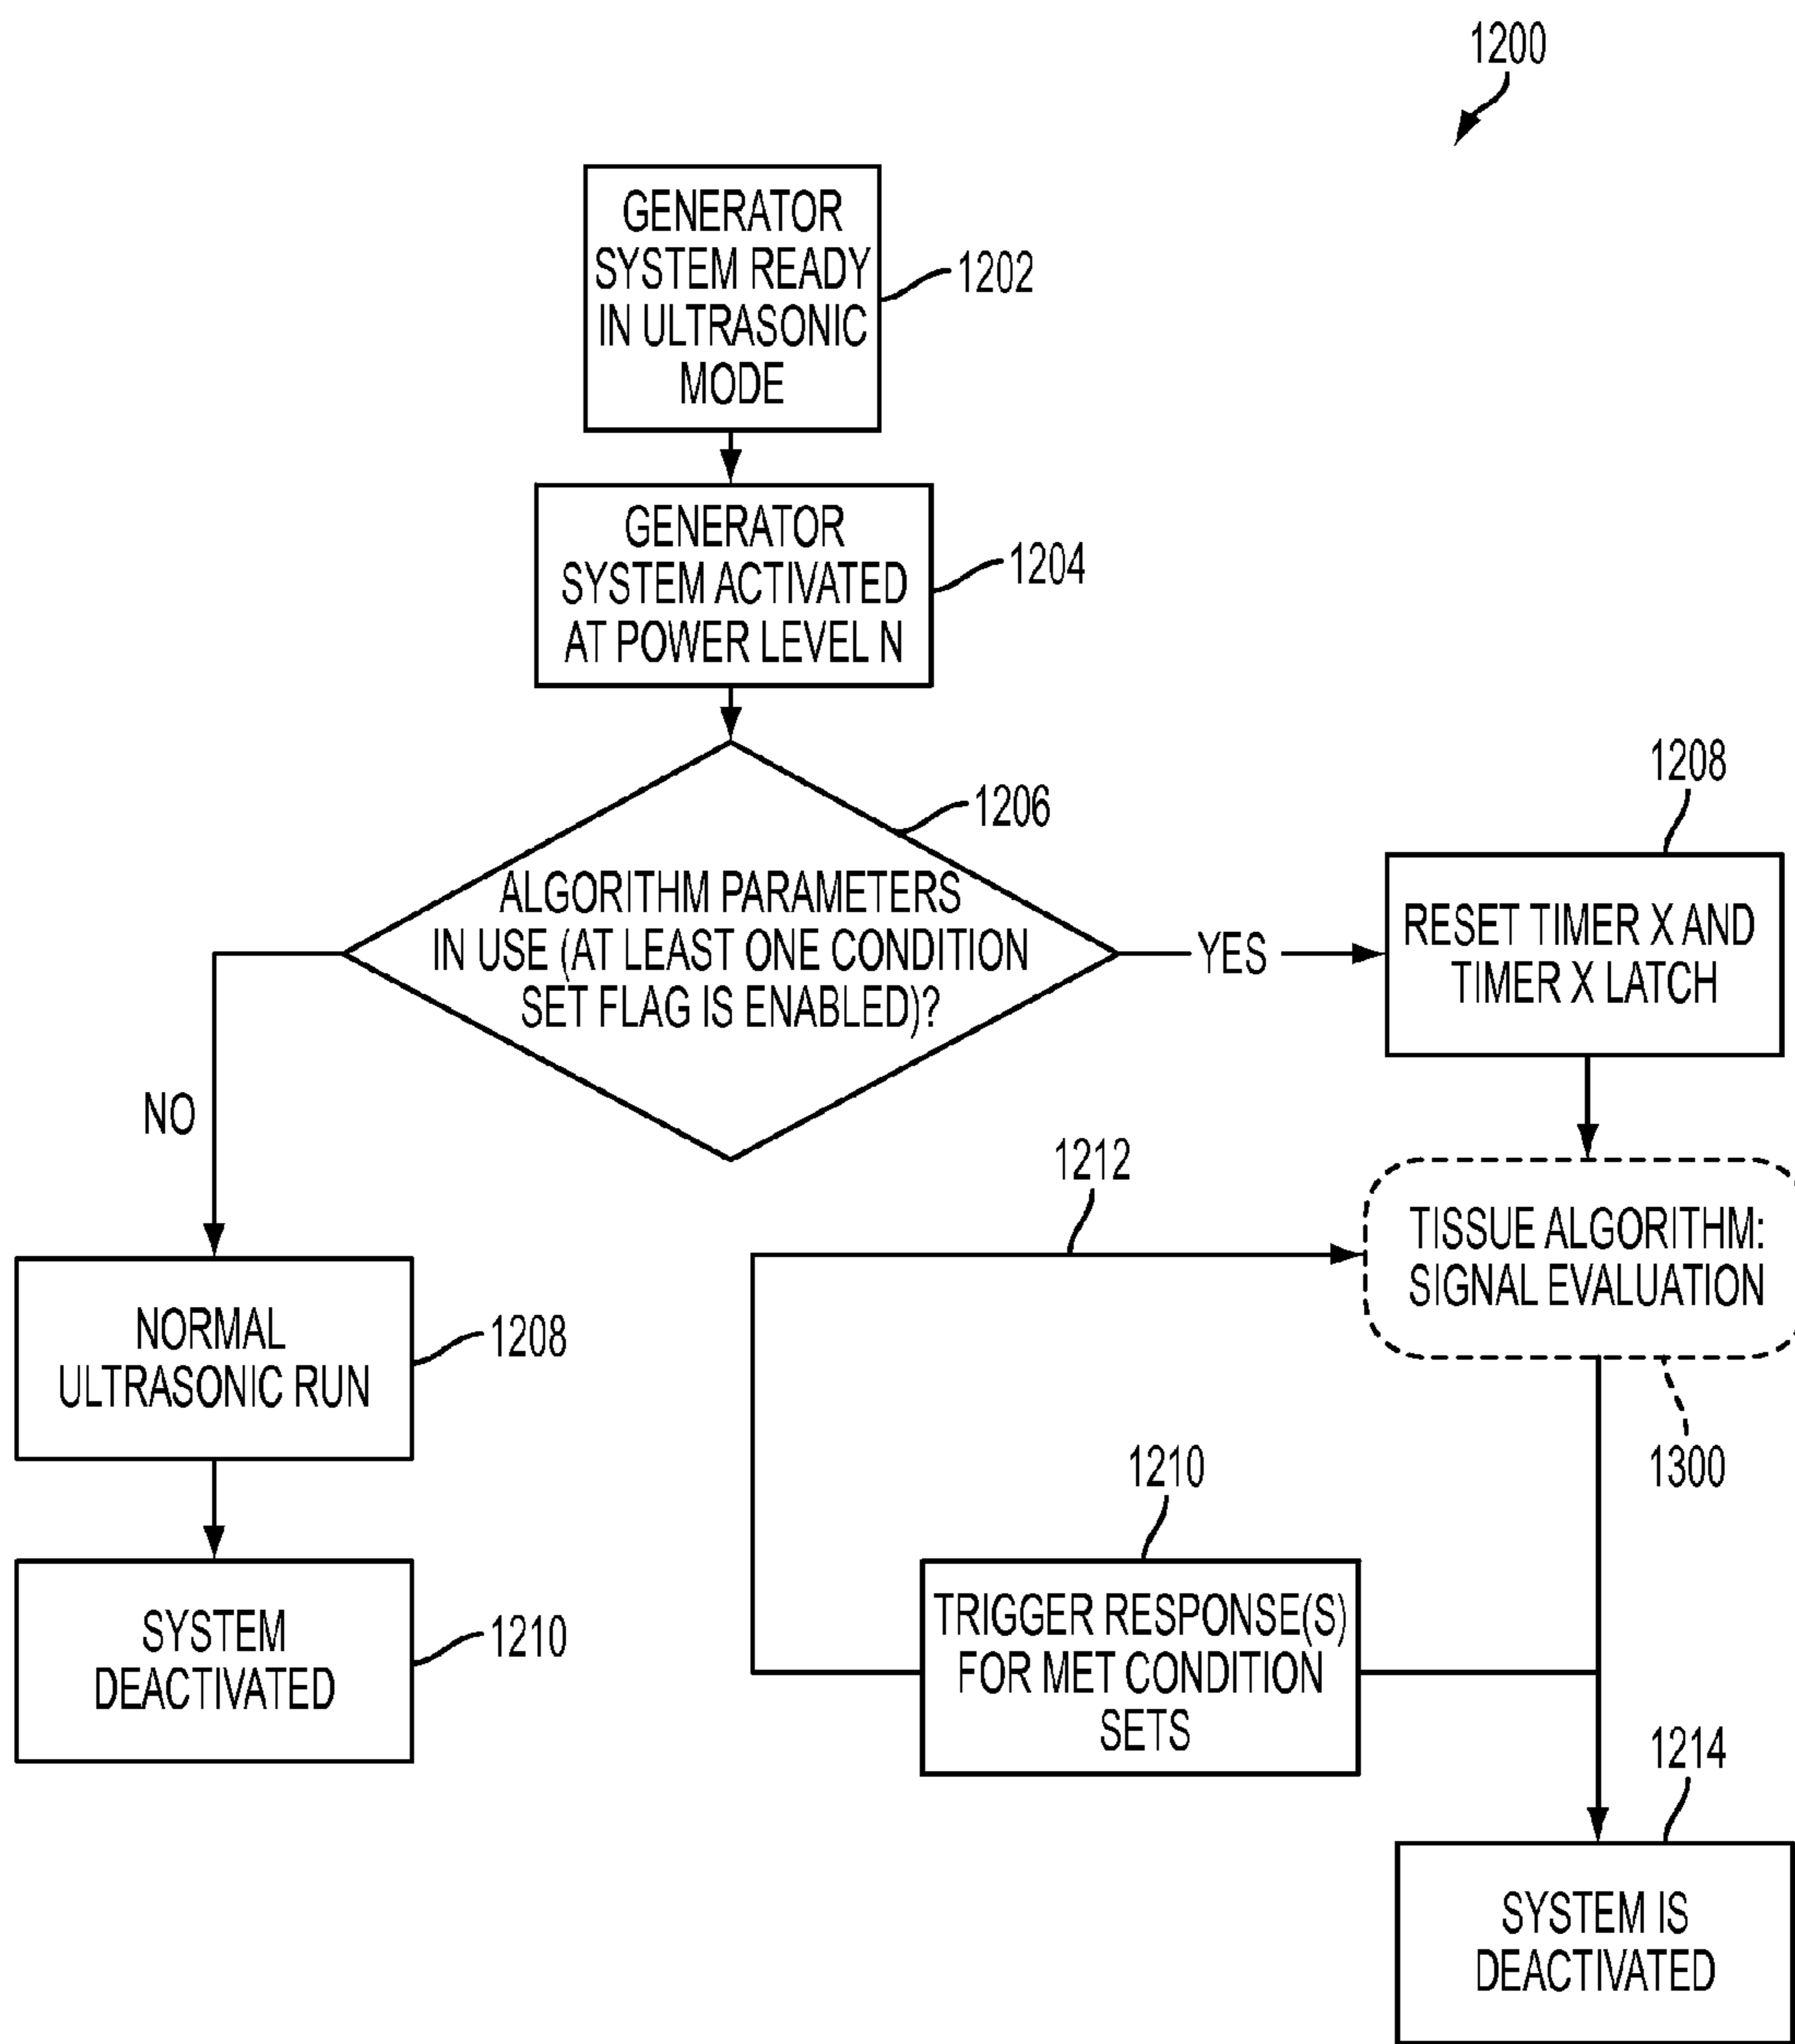 1200
GENERATOR
SYSTEM READY
IN ULTRASONIC
MODE
1202
GENERATOR
SYSTEM ACTIVATED
AT POWER LEVEL N
1204
1206
ALGORITHM PARAMETERS
IN USE (AT LEAST ONE CONDITION
SET FLAG IS ENABLED)?
YES
1208
RESET TIMER X AND
TIMER X LATCH
NO
1212
TISSUE ALGORITHM:
SIGNAL EVALUATION
1300
NORMAL
ULTRASONIC RUN
1208
SYSTEM
DEACTIVATED
1210
1210
TRIGGER RESPONSE(S)
FOR MET CONDITION
SETS
1214
SYSTEM IS
DEACTIVATED